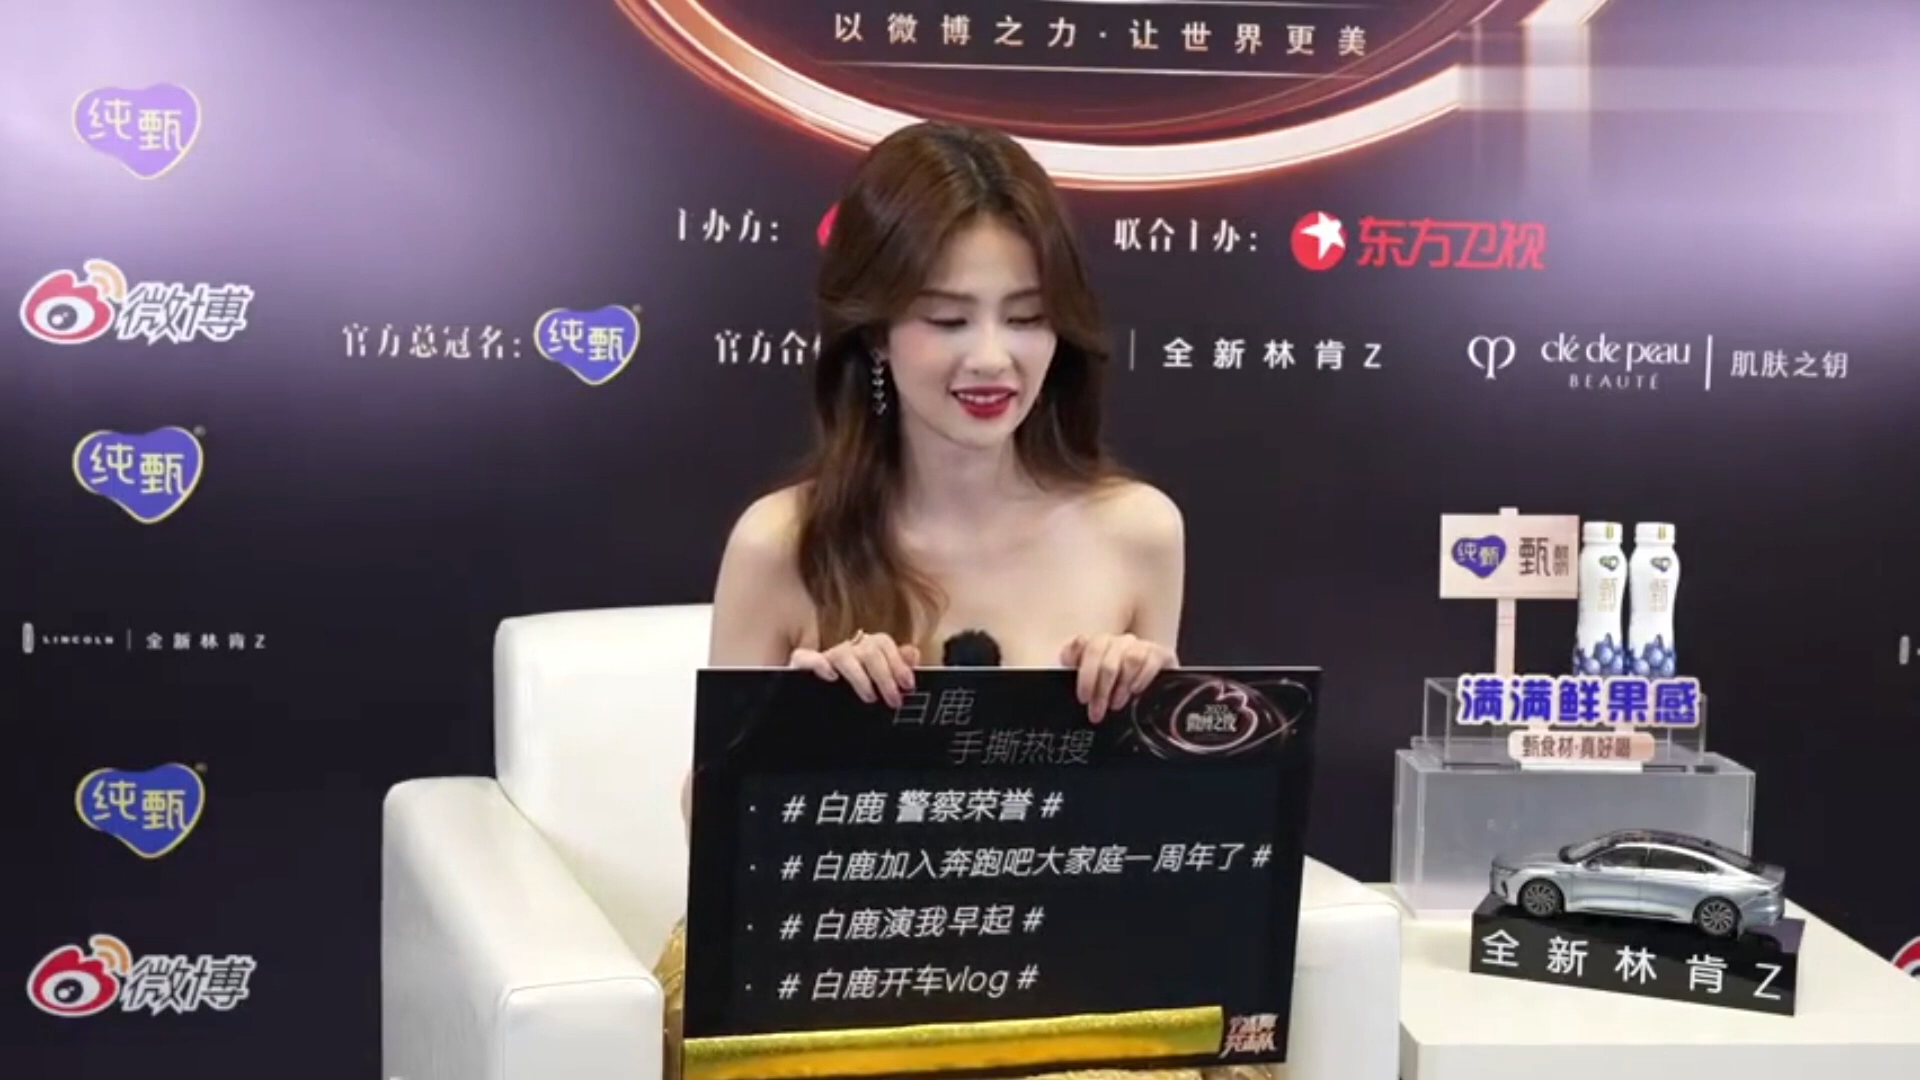 以微博之力·让世界更美
纯甄
主办方:
联合主办:
东方卫视
微博
官方总冠名:
纯甄
官方合
全新林肯Z
clé de peau
BEAUTÉ
肌肤之钥
纯甄
LINCOLN
全新林肯Z
纯甄
微博
纯甄
甄
满满鲜果感
甄食材·真好喝
全新林肯Z
白鹿
手撕热搜
2022
微博之夜
· #白鹿 警察荣誉#
· #白鹿加入奔跑吧大家庭一周年了#
· #白鹿演我早起#
· #白鹿开车vlog#